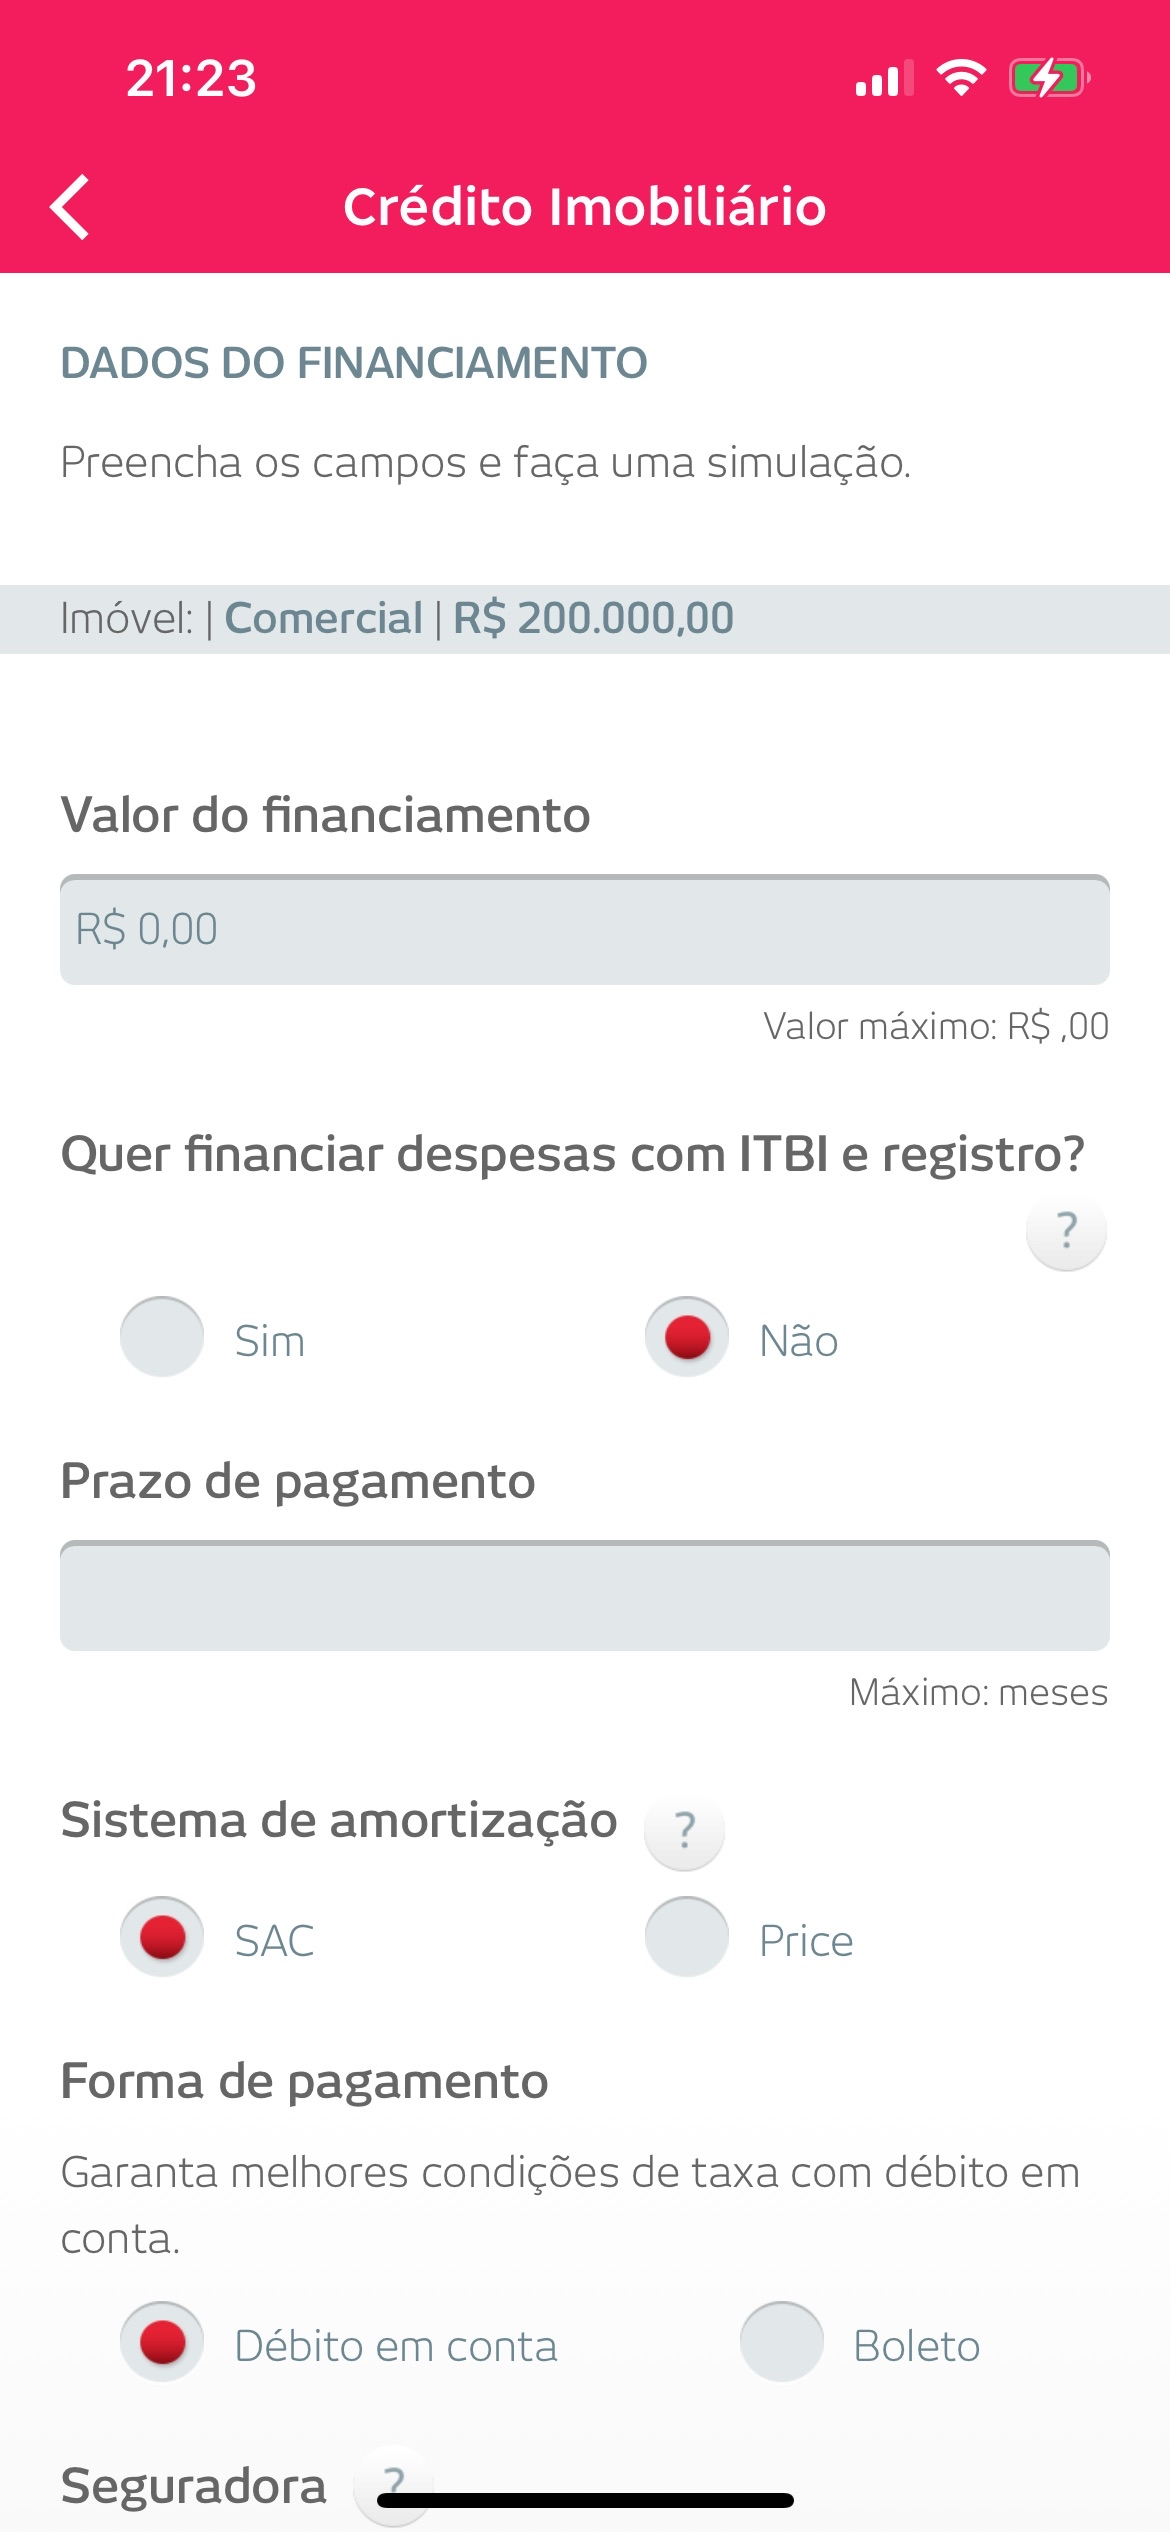 21:23
Crédito Imobiliário
DADOS DO FINANCIAMENTO
Preencha os campos e faça uma simulação.
Imóvel: | Comercial | R$ 200.000,00
Valor do financiamento
R$ 0,00
Valor máximo: R$ ,00
Quer financiar despesas com ITBI e registro?
?
Sim Não
Prazo de pagamento
Máximo: meses
Sistema de amortização ?
SAC Price
Forma de pagamento
Garanta melhores condições de taxa com débito em
conta.
Débito em conta Boleto
Seguradora ?